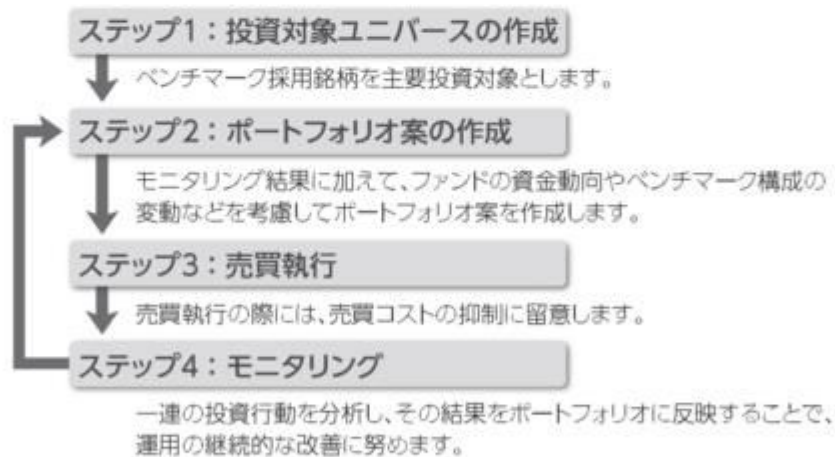 ステップ1：投資対象ユニバースの作成
ベンチマーク採用銘柄を主要投資対象とします。
ステップ2：ポートフォリオ案の作成
モニタリング結果に加えて、ファンドの資金動向やベンチマーク構成の
変動などを考慮してポートフォリオ案を作成します。
ステップ3：売買執行
売買執行の際には、売買コストの抑制に留意します。
ステップ4：モニタリング
一連の投資行動を分析し、その結果をポートフォリオに反映することで、
運用の継続的な改善に努めます。